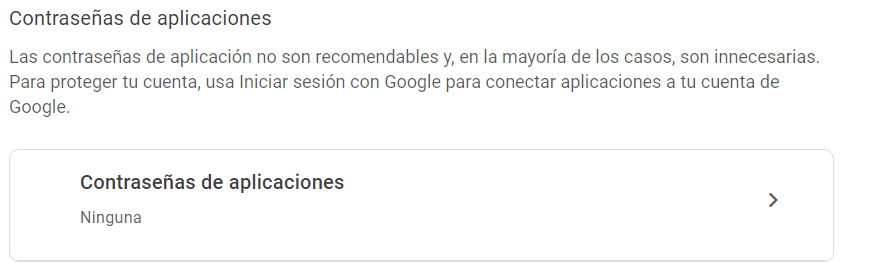 Contraseñas de aplicaciones
Las contraseñas de aplicación no son recomendables y, en la mayoría de los casos, son innecesarias.
Para proteger tu cuenta, usa Iniciar sesión con Google para conectar aplicaciones a tu cuenta de
Google.
Contraseñas de aplicaciones
Ninguna